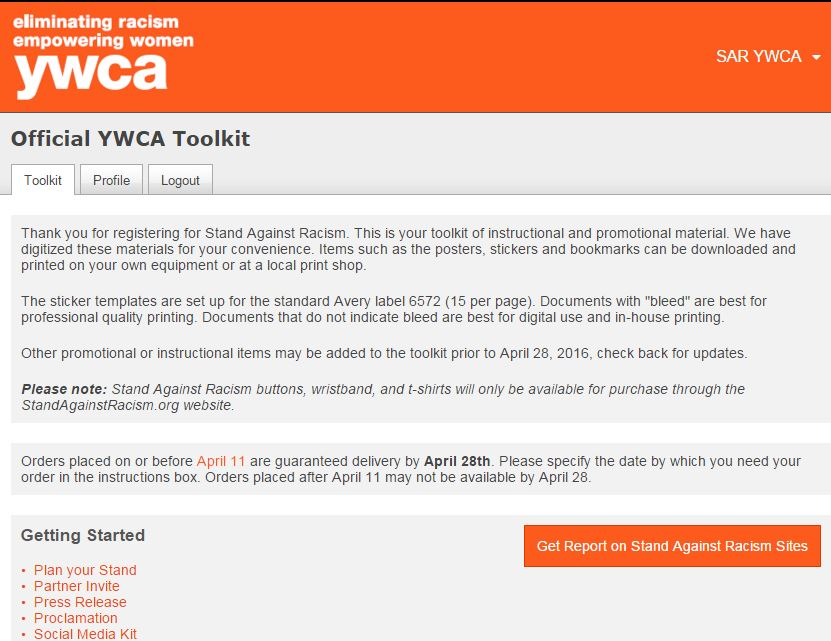 eliminating racism
empowering women
ywca
SAR YWCA
Official YWCA Toolkit
Toolkit
Profile
Logout
Thank you for registering for Stand Against Racism. This is your toolkit of instructional and promotional material. We have
digitized these materials for your convenience. Items such as the posters, stickers and bookmarks can be downloaded and
printed on your own equipment or at a local print shop.
The sticker templates are set up for the standard Avery label 6572 (15 per page). Documents with "bleed" are best for
professional quality printing. Documents that do not indicate bleed are best for digital use and in-house printing.
Other promotional or instructional items may be added to the toolkit prior to April 28, 2016, check back for updates.
Please note: Stand Against Racism buttons, wristband, and t-shirts will only be available for purchase through the
StandAgainstRacism.org website.
Orders placed on or before April 11 are guaranteed delivery by April 28th. Please specify the date by which you need your
order in the instructions box. Orders placed after April 11 may not be available by April 28.
Getting Started
Get Report on Stand Against Racism Sites
• Plan your Stand
• Partner Invite
• Press Release
• Proclamation
• Social Media Kit